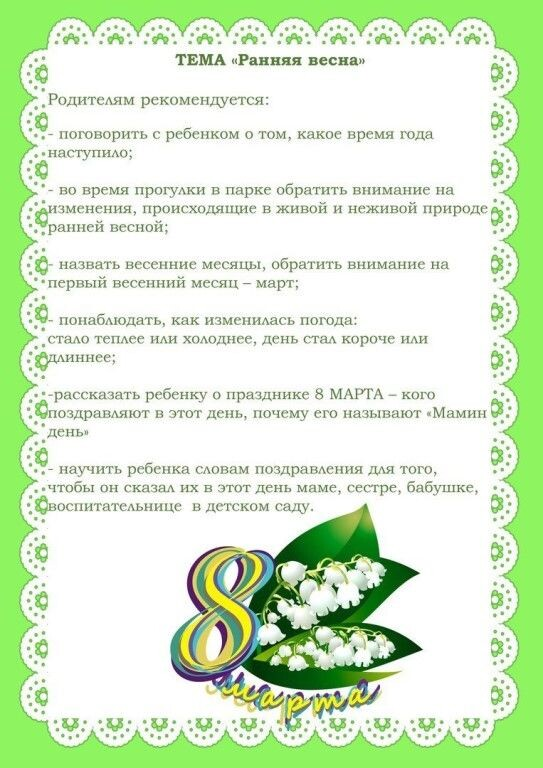 ТЕМА «Ранняя весна»
Родителям рекомендуется:
- поговорить с ребенком о том, какое время года
наступило;
- во время прогулки в парке обратить внимание на
изменения, происходящие в живой и неживой природе
ранней весной;
- назвать весенние месяцы, обратить внимание на
первый весенний месяц – март;
- понаблюдать, как изменилась погода:
стало теплее или холоднее, день стал короче или
длиннее;
-рассказать ребенку о празднике 8 МАРТА – кого
поздравляют в этот день, почему его называют «Мамин
день»
- научить ребенка словам поздравления для того,
чтобы он сказал их в этот день маме, сестре, бабушке,
воспитательнице в детском саду.
8
марта